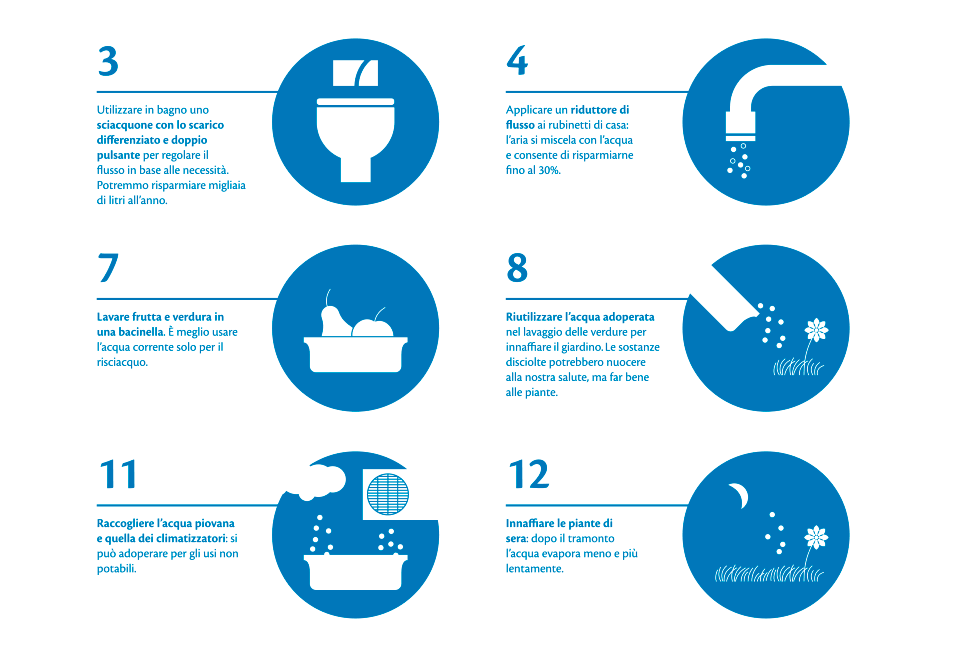 3
Utilizzare in bagno uno
sciacquone con lo scarico
differenziato e doppio
pulsante per regolare il
flusso in base alle necessità.
Potremmo risparmiare migliaia
di litri all'anno.
4
Applicare un riduttore di
flusso ai rubinetti di casa:
l'aria si miscela con l'acqua
e consente di risparmiarne
fino al 30%.
7
Lavare frutta e verdura in
una bacinella. È meglio usare
l'acqua corrente solo per il
risciacquo.
8
Riutilizzare l'acqua adoperata
nel lavaggio delle verdure per
innaffiare il giardino. Le sostanze
disciolte potrebbero nuocere
alla nostra salute, ma far bene
alle piante.
11
Raccogliere l'acqua piovana
e quella dei climatizzatori: si
può adoperare per gli usi non
potabili.
12
Innaffiare le piante di
sera: dopo il tramonto
l'acqua evapora meno e più
lentamente.